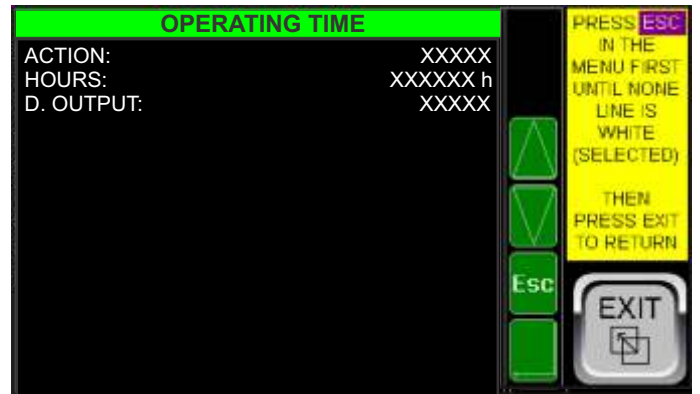 OPERATING TIME
ACTION: XXXXX
HOURS: XXXXXX h
D. OUTPUT: XXXXX
Esc
PRESS ESC
IN THE
MENU FIRST
UNTIL NONE
LINE IS
WHITE
(SELECTED)
THEN
PRESS EXIT
TO RETURN
EXIT